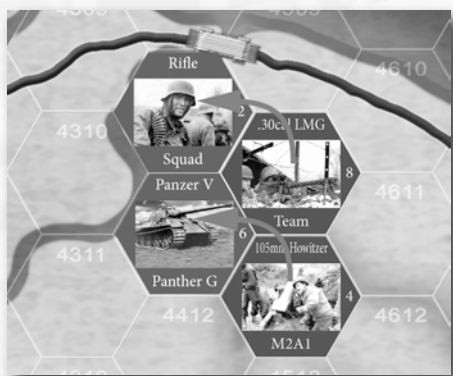 4610
Rifle
2
4310
.30cal LMG
Squad
Panzer V
8
4611
Team
6
105mm Howitzer
4311
Panther G
4
4412
4612
M2A1